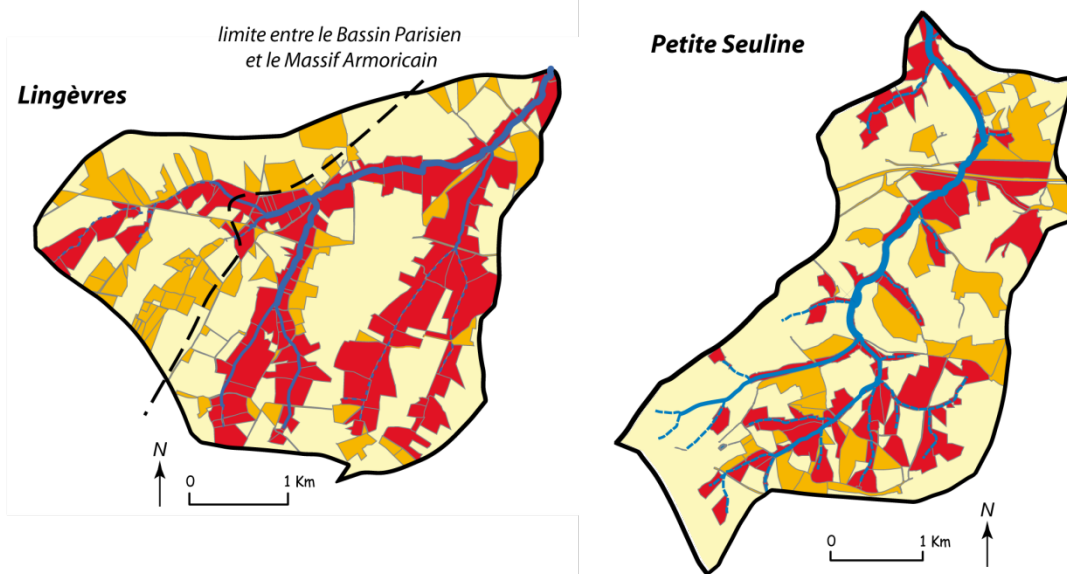 limite entre le Bassin Parisien
et le Massif Armoricain
Lingèvres
N
0 1 Km
Petite Seuline
N
0 1 Km